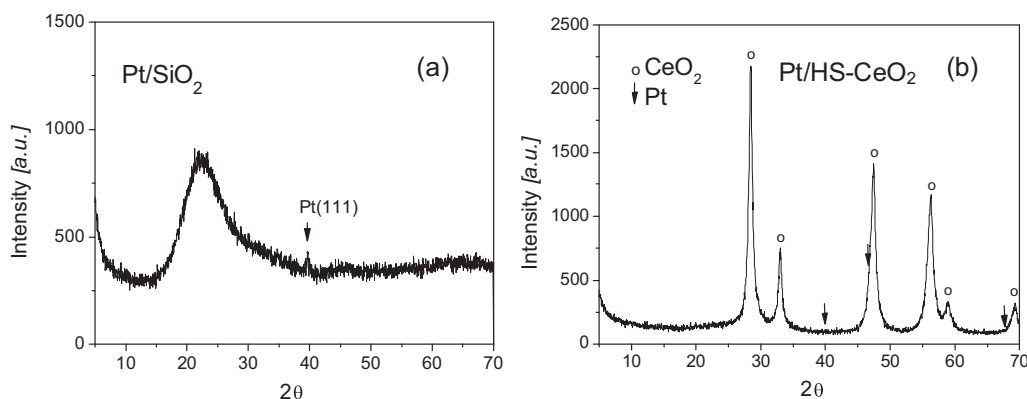 1500
Pt/SiO₂
(a)
1000
Pt(111)
500
0
10 20 30 40 50 60 70
Intensity [a.u.]
2θ
2500
o CeO₂
Pt
Pt/HS-CeO₂
(b)
2000
1500
1000
500
0
10 20 30 40 50 60 70
Intensity [a.u.]
2θ
o
o
o
o
o
o